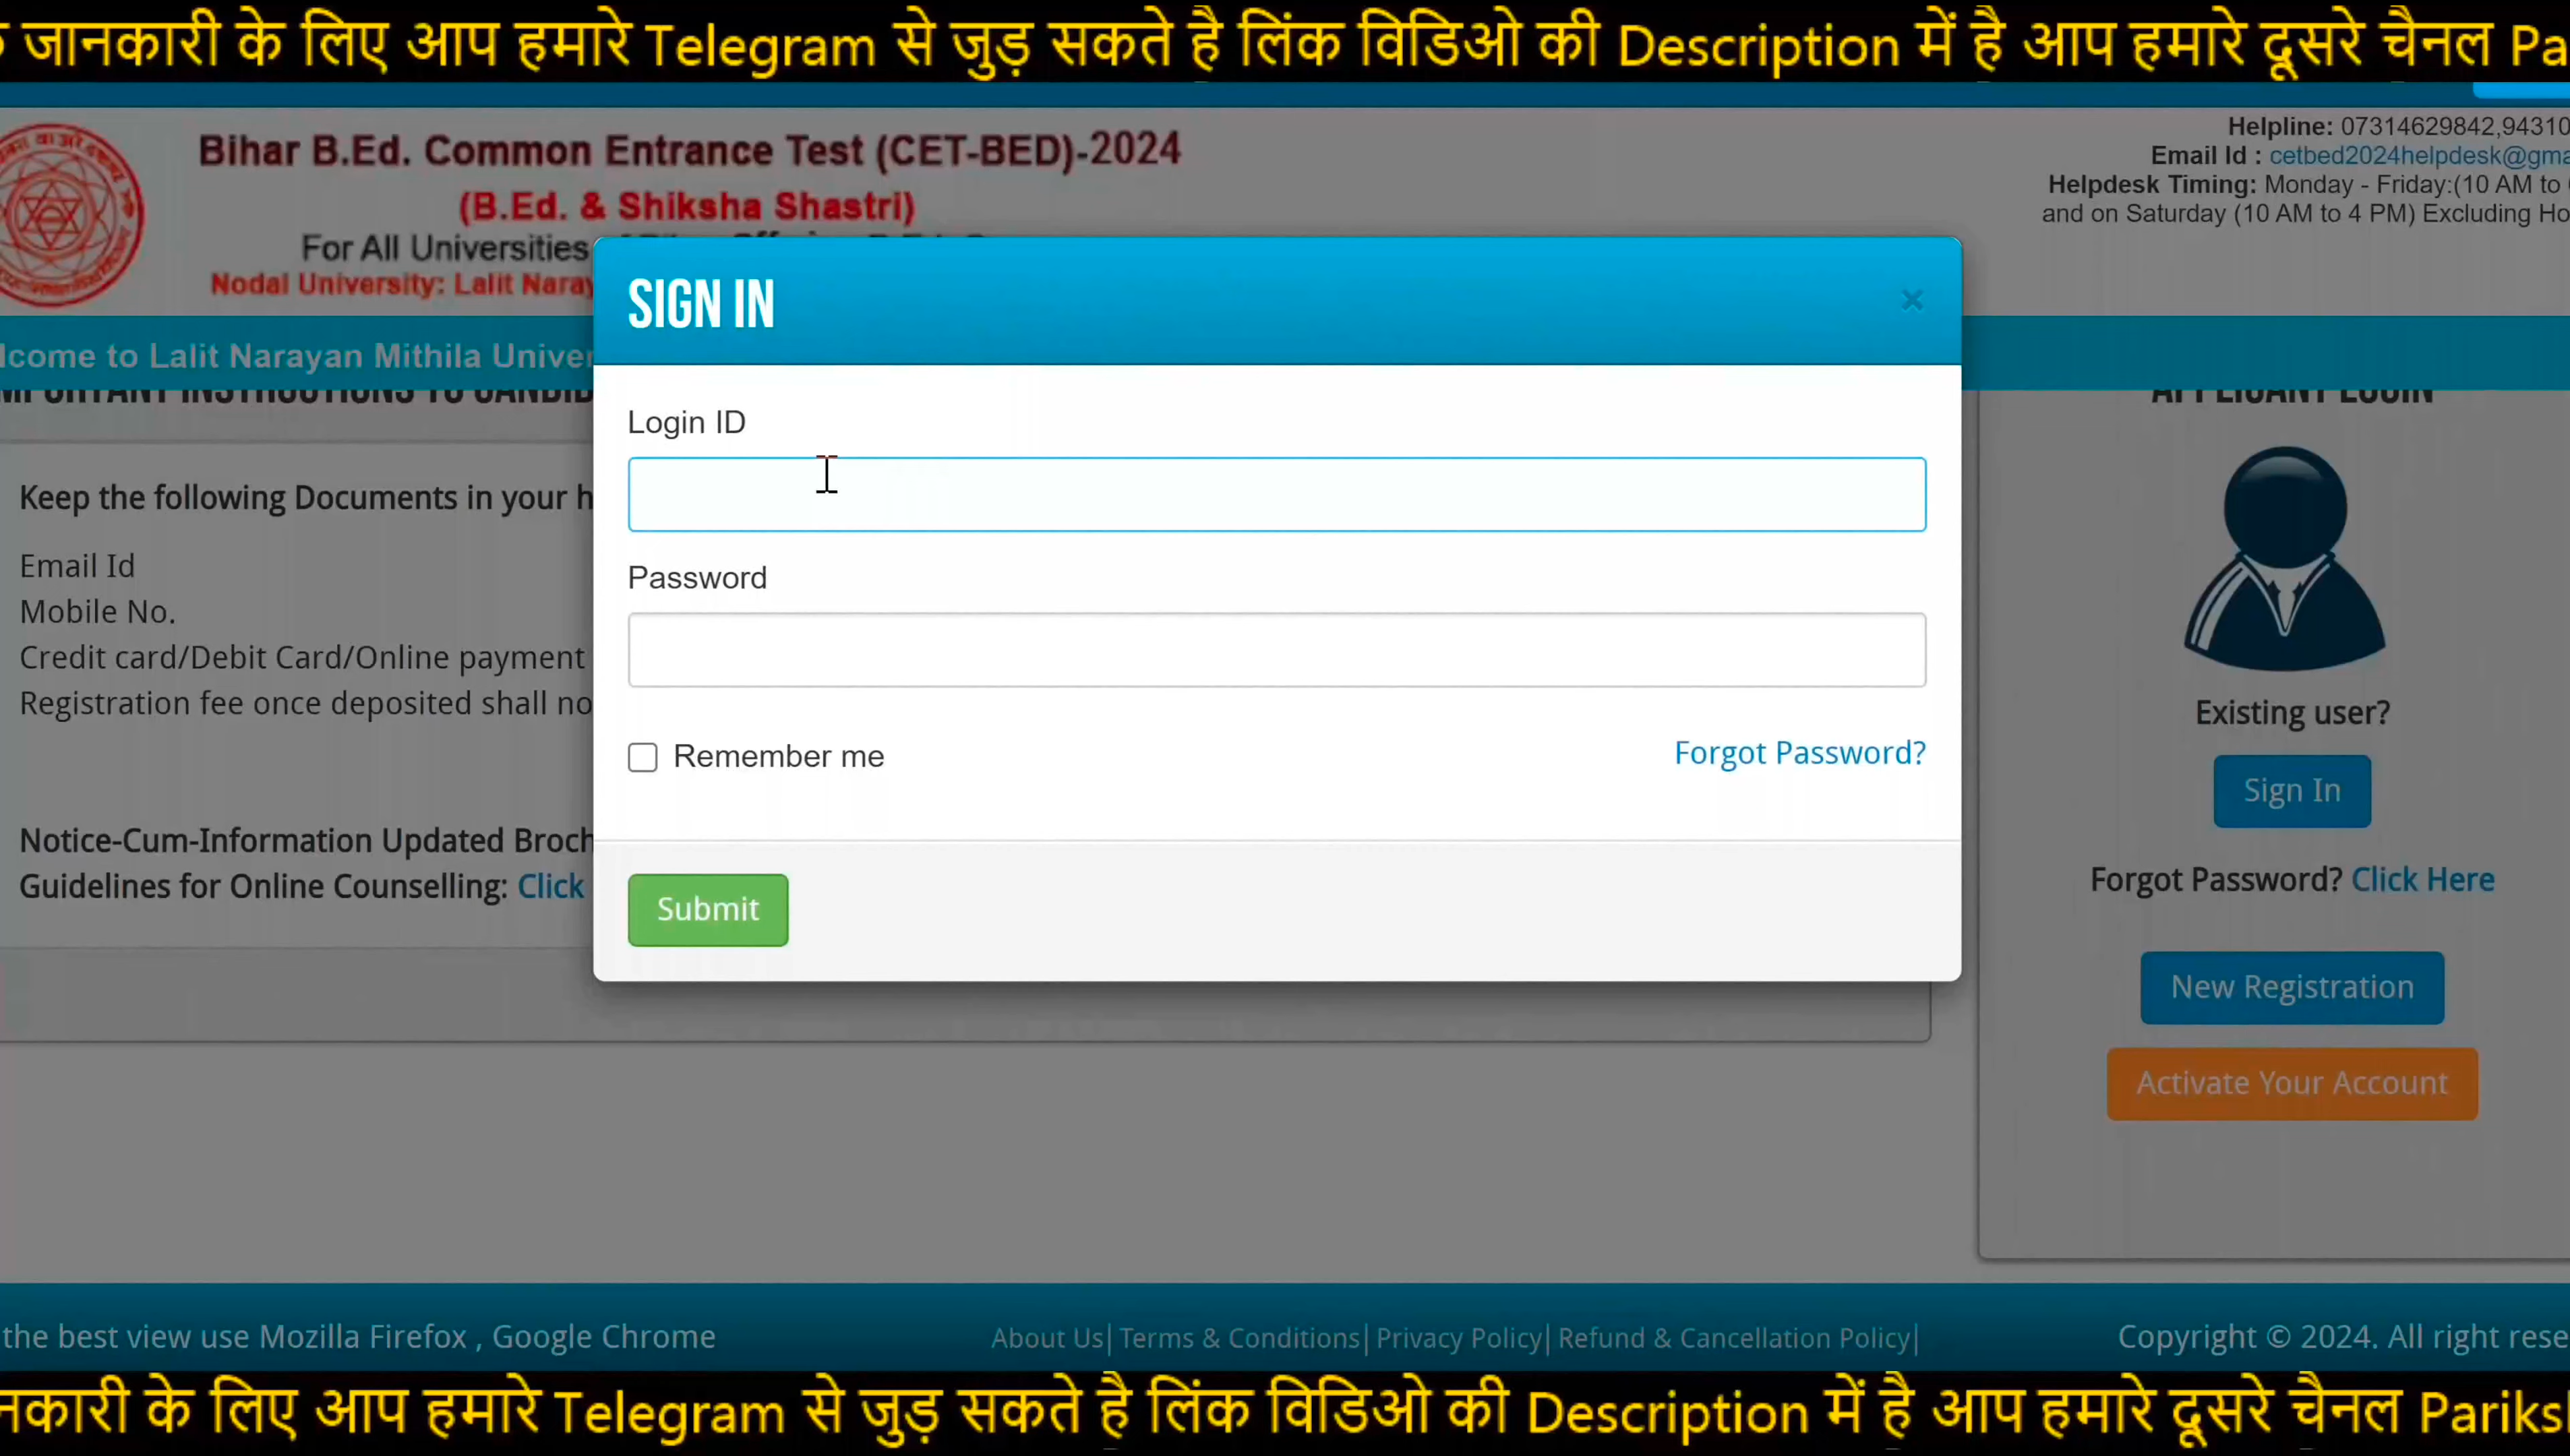 जानकारी के लिए आप हमारे Telegram से जुड़ सकते है लिंक विडिओ की Description में है आप हमारे दूसरे चैनल Pa
Bihar B.Ed. Common Entrance Test (CET-BED)-2024
(B.Ed. & Shiksha Shastri)
For All Universities
Nodal University: Lalit Naray
Helpline: 07314629842,94310
Email Id : cetbed2024helpdesk@gma
Helpdesk Timing: Monday - Friday:(10 AM to
and on Saturday (10 AM to 4 PM) Excluding Ho
lcome to Lalit Narayan Mithila Univer
SIGN IN
×
Login ID
Password
Remember me
Forgot Password?
Submit
IMPORTANT INSTRUCTIONS TO CANDID
Keep the following Documents in your h
Email Id
Mobile No.
Credit card/Debit Card/Online payment
Registration fee once deposited shall no
Notice-Cum-Information Updated Broch
Guidelines for Online Counselling: Click
APPLICANT LOGIN
Existing user?
Sign In
Forgot Password? Click Here
New Registration
Activate Your Account
the best view use Mozilla Firefox , Google Chrome
About Us| Terms & Conditions| Privacy Policy| Refund & Cancellation Policy|
Copyright © 2024. All right rese
नकारी के लिए आप हमारे Telegram से जुड़ सकते है लिंक विडिओ की Description में है आप हमारे दूसरे चैनल Pariks